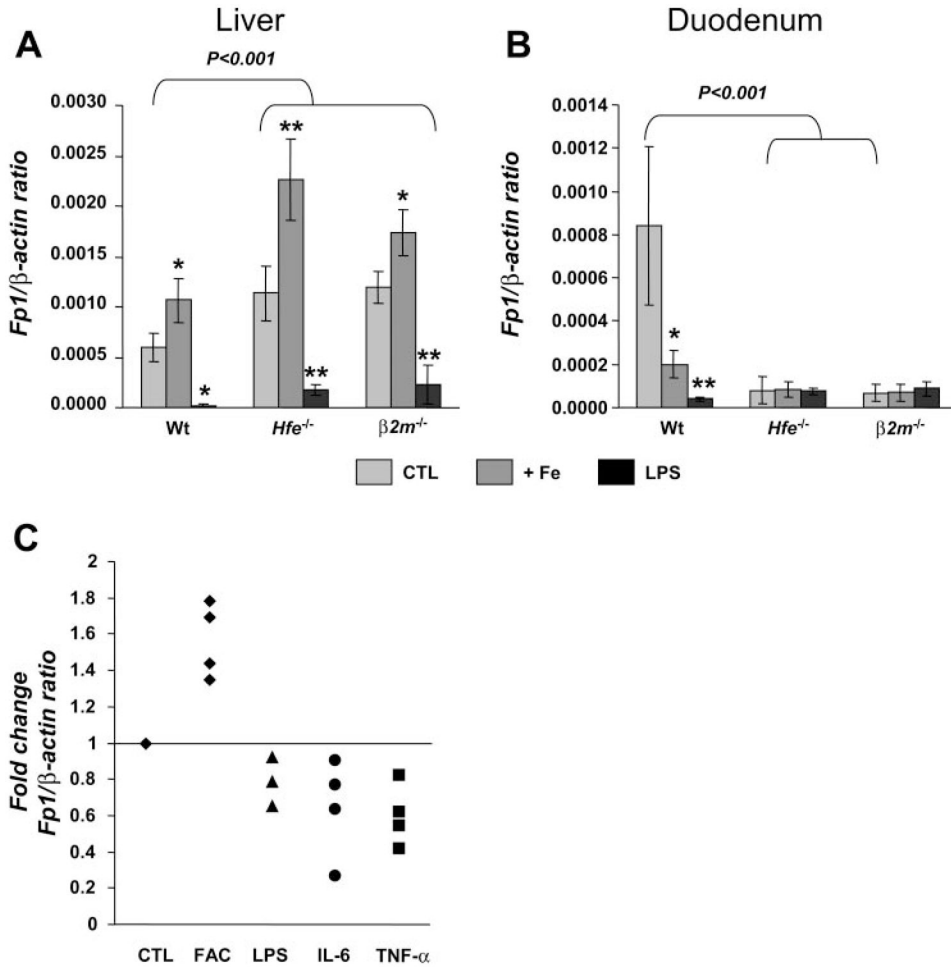 Liver
Duodenum
A
B
P<0.001
P<0.001
Fp1/β-actin ratio
0.0030
0.0025
0.0020
0.0015
0.0010
0.0005
0.0000
* * ** ** * **
Wt Hfe-/- β2m-/-
Fp1/β-actin ratio
0.0014
0.0012
0.0010
0.0008
0.0006
0.0004
0.0002
0.0000
* **
Wt Hfe-/- β2m-/-
CTL + Fe LPS
C
Fold change
Fp1/β-actin ratio
2
1.8
1.6
1.4
1.2
1
0.8
0.6
0.4
0.2
0
CTL FAC LPS IL-6 TNF-α